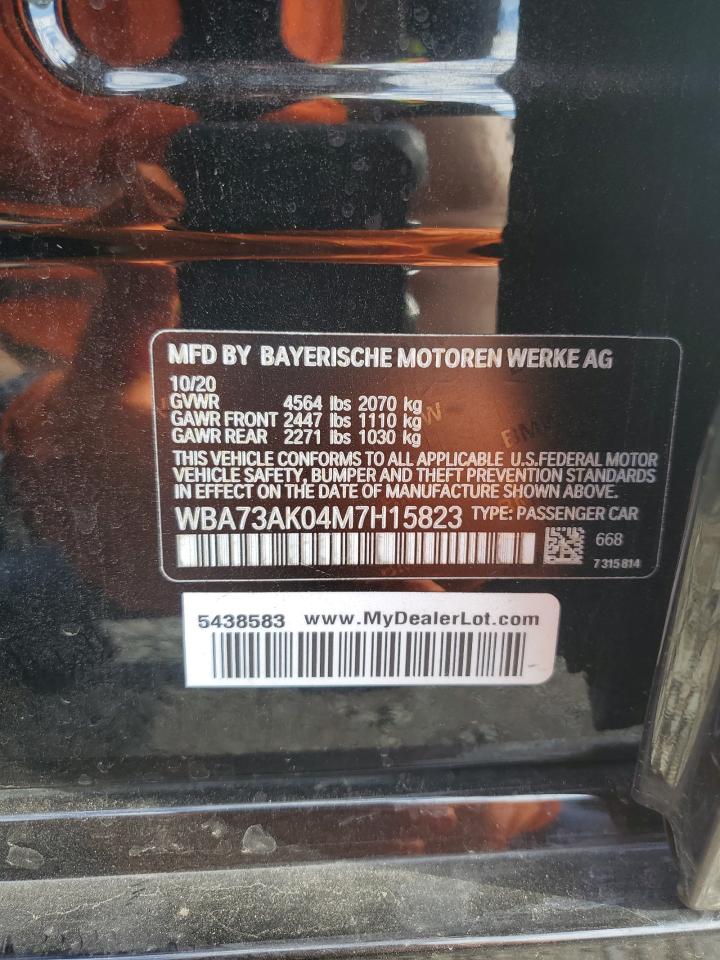 MFD BY BAYERISCHE MOTOREN WERKE AG
10/20
GVWR 4564 lbs 2070 kg
GAWR FRONT 2447 lbs 1110 kg
GAWR REAR 2271 lbs 1030 kg
THIS VEHICLE CONFORMS TO ALL APPLICABLE U.S.FEDERAL MOTOR
VEHICLE SAFETY, BUMPER AND THEFT PREVENTION STANDARDS
IN EFFECT ON THE DATE OF MANUFACTURE SHOWN ABOVE.
WBA73AK04M7H15823 TYPE: PASSENGER CAR
668
7 315 814
5438583 www.MyDealerLot.com